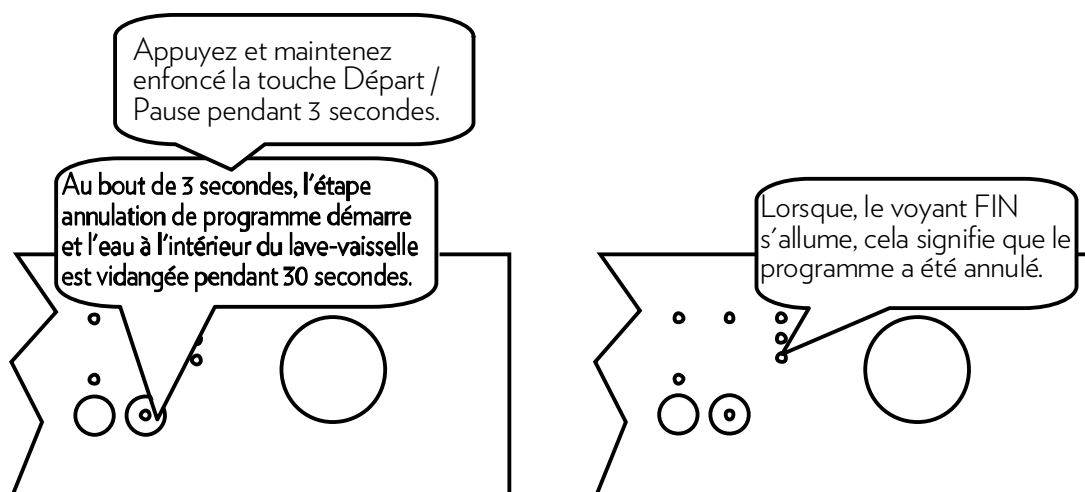 Appuyez et maintenez
enfoncé la touche Départ /
Pause pendant 3 secondes.
Au bout de 3 secondes, l'étape
annulation de programme démarre
et l'eau à l'intérieur du lave-vaisselle
est vidangée pendant 30 secondes.
Lorsque, le voyant FIN
s'allume, cela signifie que le
programme a été annulé.